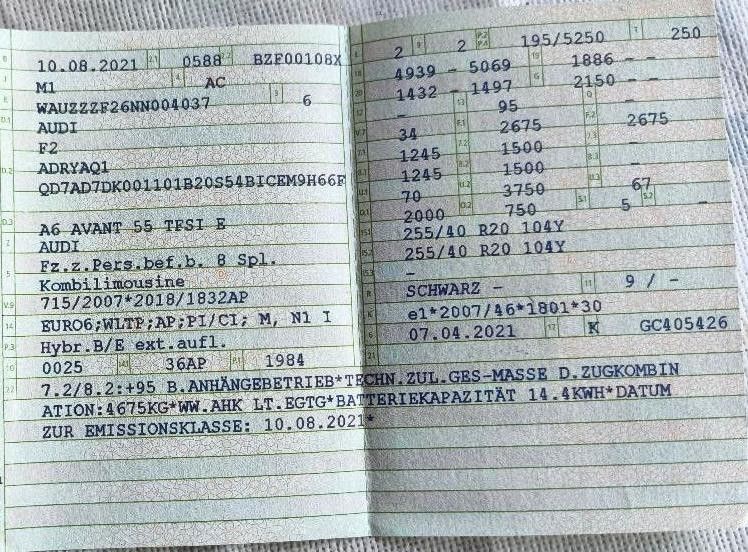 10.08.2021 0588 BZF00108X
M1 AC
WAUZZZF26NN004037 6
AUDI
F2
ADRYAQ1
QD7AD7DK001101B20S54BICEM9H66F
A6 AVANT 55 TFSI E
AUDI
Fz.z.Pers.bef.b. 8 Spl.
Kombilimousine
715/2007*2018/1832AP
EURO6;WLTP;AP;PI/CI; M, N1 I
Hybr.B/E ext.aufl.
0025 36AP 1984
2 2 195/5250 250
4939 - 5069 1886 - -
1432 - 1497 2150 - -
- 95 -
34 2675 2675
1245 1500 -
1245 1500 -
70 3750 67
2000 750 5 -
255/40 R20 104Y
255/40 R20 104Y
-
SCHWARZ - 9 / -
e1*2007/46*1801*30
07.04.2021 K GC405426
7.2/8.2:+95 B.ANHÄNGEBETRIEB*TECHN.ZUL.GES-MASSE D.ZUGKOMBIN
ATION:4675KG*WW.AHK LT.EGTG*BATTERIEKAPAZITÄT 14.4KWH*DATUM
ZUR EMISSIONSKLASSE: 10.08.2021*